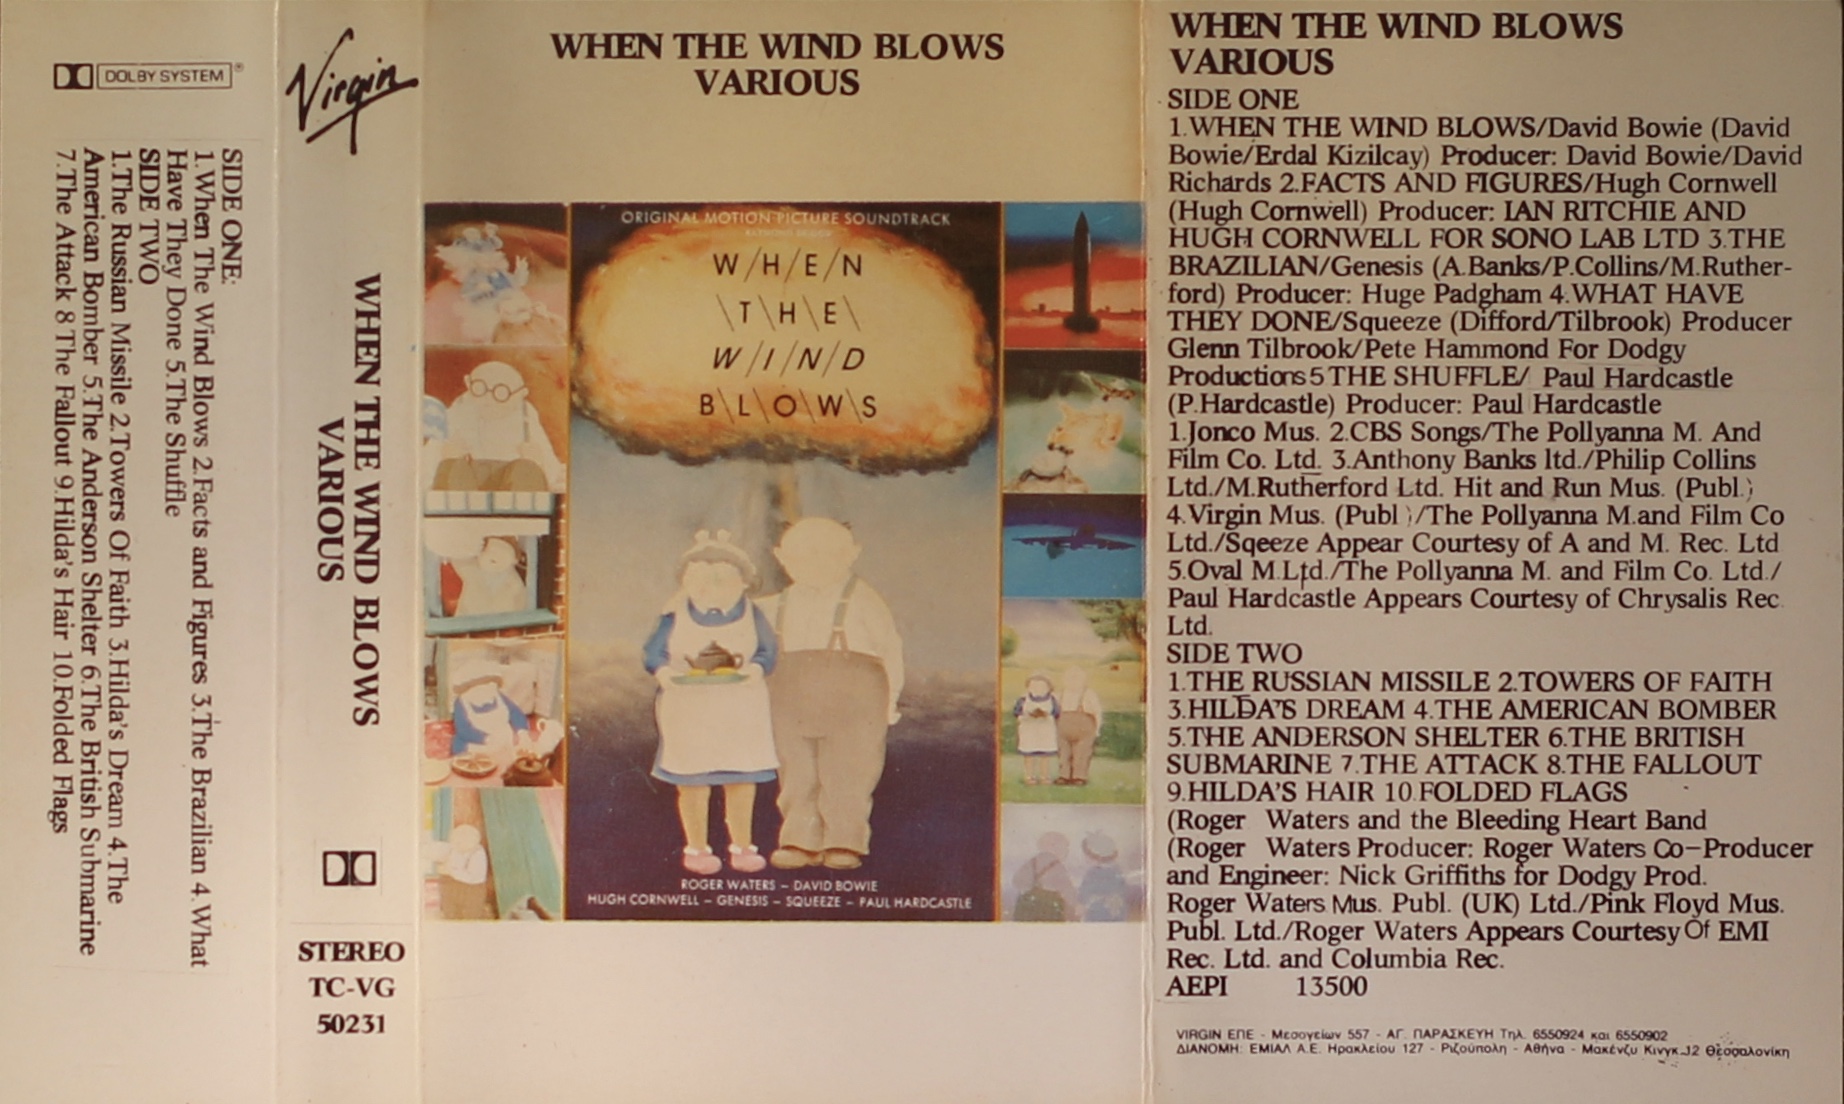 DOLBY SYSTEM®
SIDE ONE:
1.When The Wind Blows 2.Facts and Figures 3.The Brazilian 4.What
Have They Done 5.The Shuffle
SIDE TWO
1.The Russian Missile 2.Towers Of Faith 3.Hilda's Dream 4.The
American Bomber 5.The Anderson Shelter 6.The British Submarine
7.The Attack 8 The Fallout 9.Hilda's Hair 10.Folded Flags
Virgin
WHEN THE WIND BLOWS
VARIOUS
STEREO
TC-VG
50231
WHEN THE WIND BLOWS
VARIOUS
ORIGINAL MOTION PICTURE SOUNDTRACK
W/H/E/N
\T\H\E\
W/I/N/D
B\L\O\W\S
ROGER WATERS – DAVID BOWIE
HUGH CORNWELL – GENESIS – SQUEEZE – PAUL HARDCASTLE
WHEN THE WIND BLOWS
VARIOUS
SIDE ONE
1.WHEN THE WIND BLOWS/David Bowie (David
Bowie/Erdal Kizilcay) Producer: David Bowie/David
Richards 2.FACTS AND FIGURES/Hugh Cornwell
(Hugh Cornwell) Producer: IAN RITCHIE AND
HUGH CORNWELL FOR SONO LAB LTD 3.THE
BRAZILIAN/Genesis (A.Banks/P.Collins/M.Ruther-
ford) Producer: Huge Padgham 4.WHAT HAVE
THEY DONE/Squeeze (Difford/Tilbrook) Producer
Glenn Tilbrook/Pete Hammond For Dodgy
Productions 5 THE SHUFFLE/ Paul Hardcastle
(P.Hardcastle) Producer: Paul Hardcastle
1.Jonco Mus. 2.CBS Songs/The Pollyanna M. And
Film Co. Ltd. 3.Anthony Banks ltd./Philip Collins
Ltd./M.Rutherford Ltd. Hit and Run Mus. (Publ.)
4.Virgin Mus. (Publ )/The Pollyanna M.and Film Co
Ltd./Sqeeze Appear Courtesy of A and M. Rec. Ltd
5.Oval M.Ltd./The Pollyanna M. and Film Co. Ltd./
Paul Hardcastle Appears Courtesy of Chrysalis Rec.
Ltd.
SIDE TWO
1.THE RUSSIAN MISSILE 2.TOWERS OF FAITH
3.HILDA'S DREAM 4.THE AMERICAN BOMBER
5.THE ANDERSON SHELTER 6.THE BRITISH
SUBMARINE 7.THE ATTACK 8.THE FALLOUT
9.HILDA'S HAIR 10.FOLDED FLAGS
(Roger Waters and the Bleeding Heart Band
(Roger Waters Producer: Roger Waters Co-Producer
and Engineer: Nick Griffiths for Dodgy Prod.
Roger Waters Mus. Publ. (UK) Ltd./Pink Floyd Mus.
Publ. Ltd./Roger Waters Appears Courtesy Of EMI
Rec. Ltd. and Columbia Rec.
AEPI 13500
VIRGIN ΕΠΕ - Μεσογείων 557 - ΑΓ. ΠΑΡΑΣΚΕΥΗ Τηλ. 6550924 και 6550902
ΔΙΑΝΟΜΗ: ΕΜΙΑΛ Α.Ε. Ηρακλείου 127 - Ριζούπολη - Αθήνα - Μακένζυ Κινγκ 12 Θεσσαλονίκη